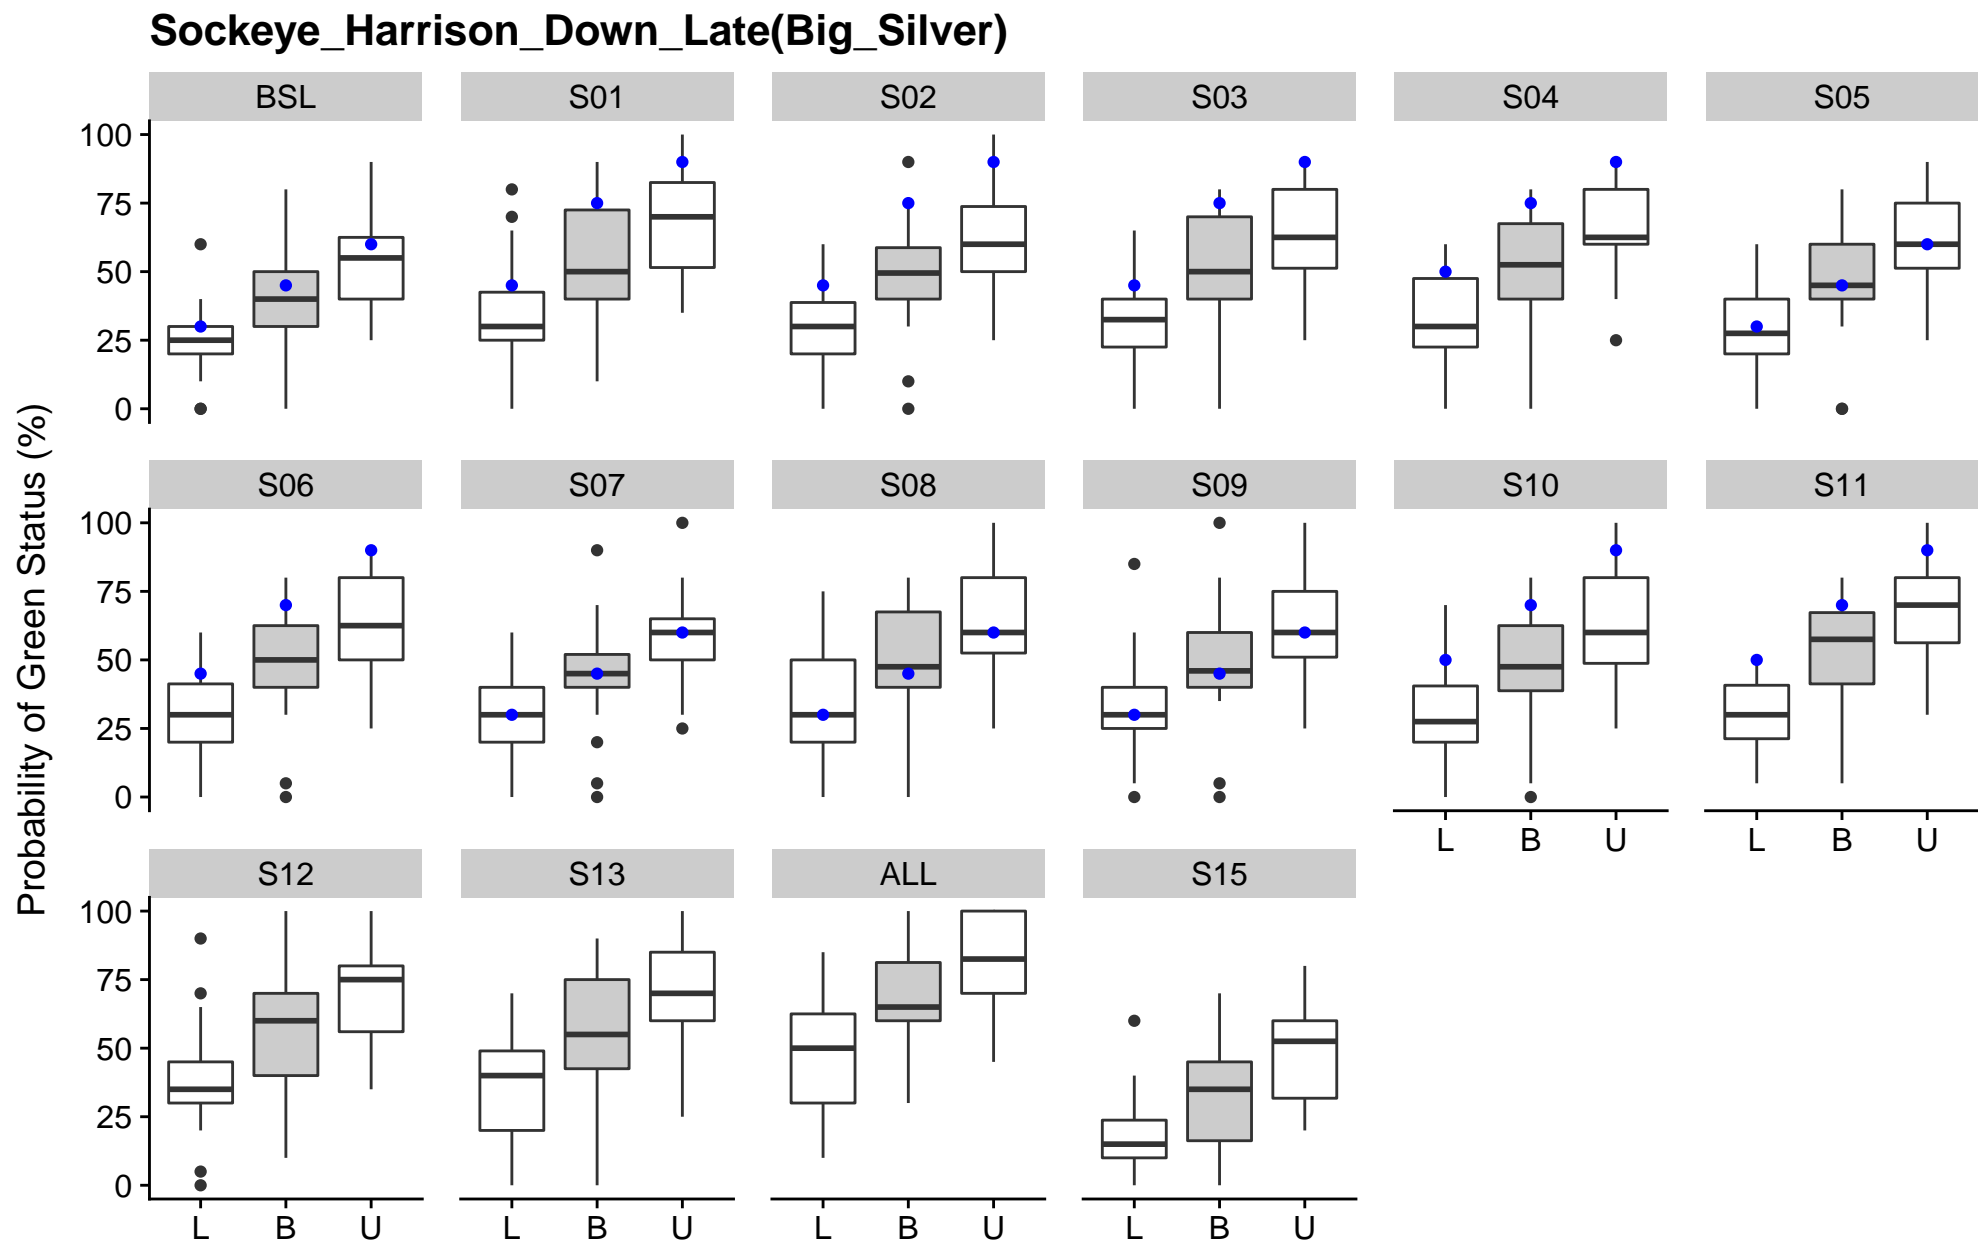 Sockeye_Harrison_Down_Late(Big_Silver)
BSL S01 S02 S03 S04 S05
100
75
50
25
0
S06 S07 S08 S09 S10 S11
100
75
50
25
0
L B U L B U
S12 S13 ALL S15
100
75
50
25
0
L B U L B U L B U L B U
Probability of Green Status (%)